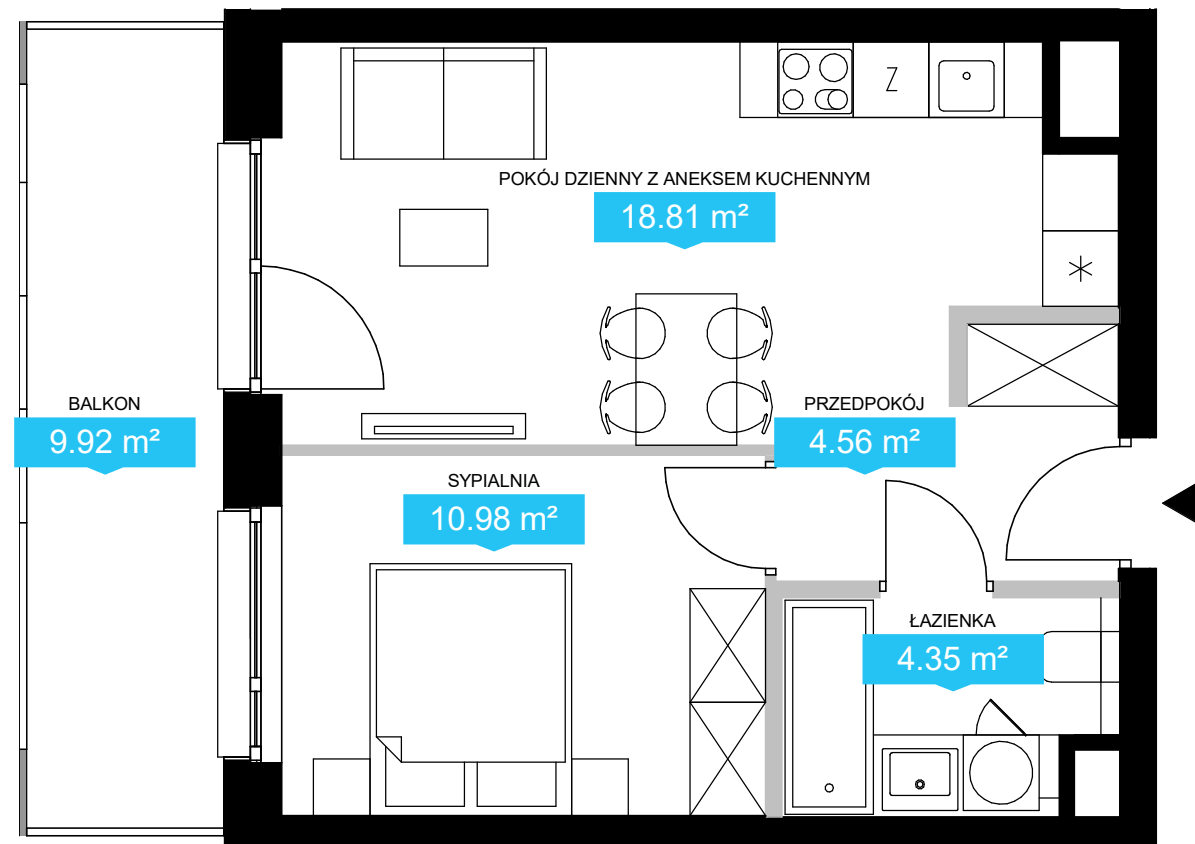 POKÓJ DZIENNY Z ANEKSEM KUCHENNYM
18.81 m²
Z
BALKON
9.92 m²
PRZEDPOKÓJ
4.56 m²
SYPIALNIA
10.98 m²
ŁAZIENKA
4.35 m²